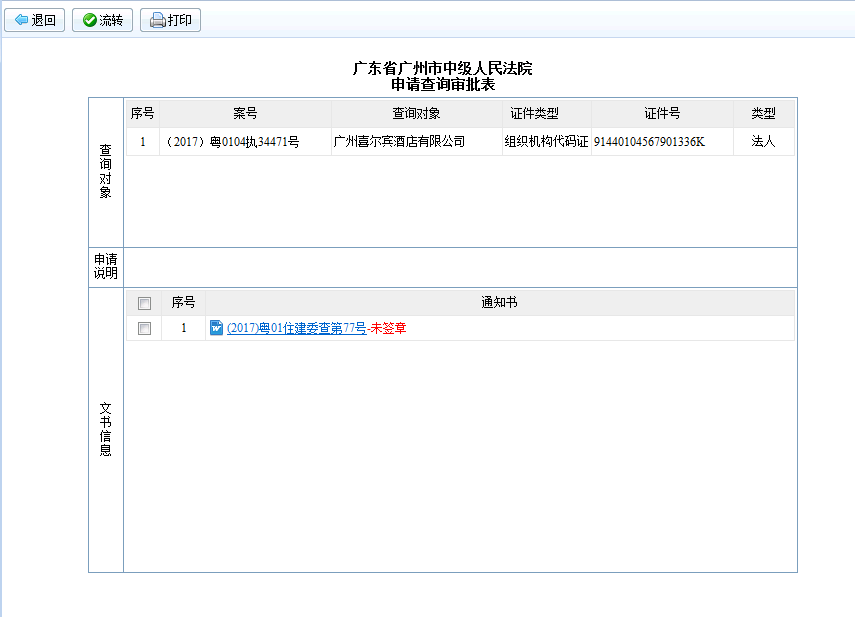 退回 流转 打印
广东省广州市中级人民法院
申请查询审批表
查询对象
序号 案号 查询对象 证件类型 证件号 类型
1 （2017）粤0104执34471号 广州喜尔宾酒店有限公司 组织机构代码证 91440104567901336K 法人
申请说明
文书信息
序号 通知书
1 (2017)粤01住建委查第77号-未签章